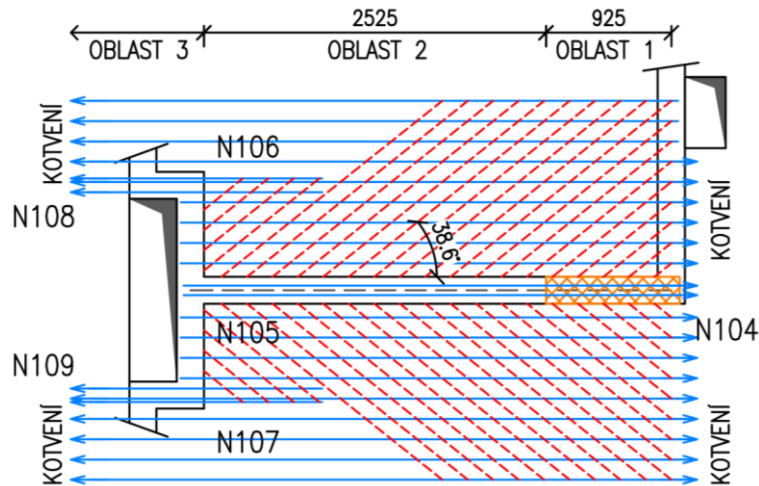 2525
925
OBLAST 3
OBLAST 2
OBLAST 1
KOTVENÍ
N106
N108
38.6°
KOTVENÍ
N105
N104
N109
N107
KOTVENÍ
KOTVENÍ